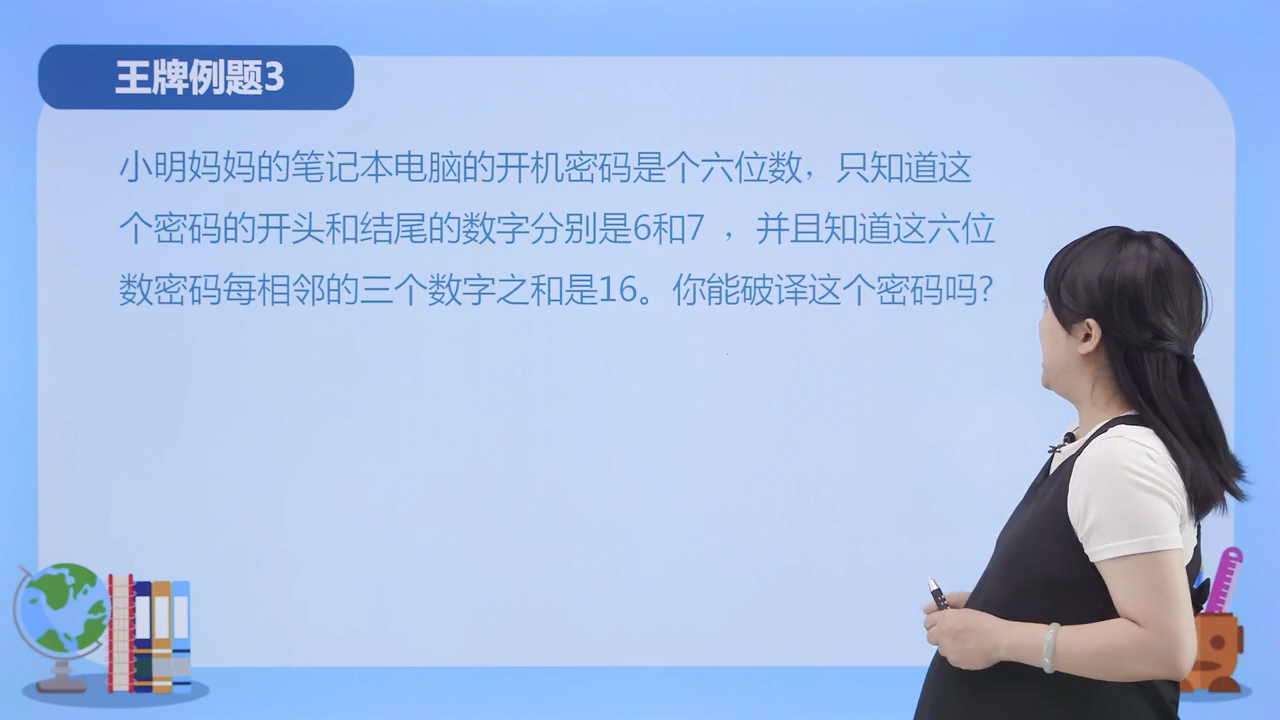 王牌例题3
小明妈妈的笔记本电脑的开机密码是个六位数，只知道这
个密码的开头和结尾的数字分别是6和7 ，并且知道这六位
数密码每相邻的三个数字之和是16。你能破译这个密码吗?